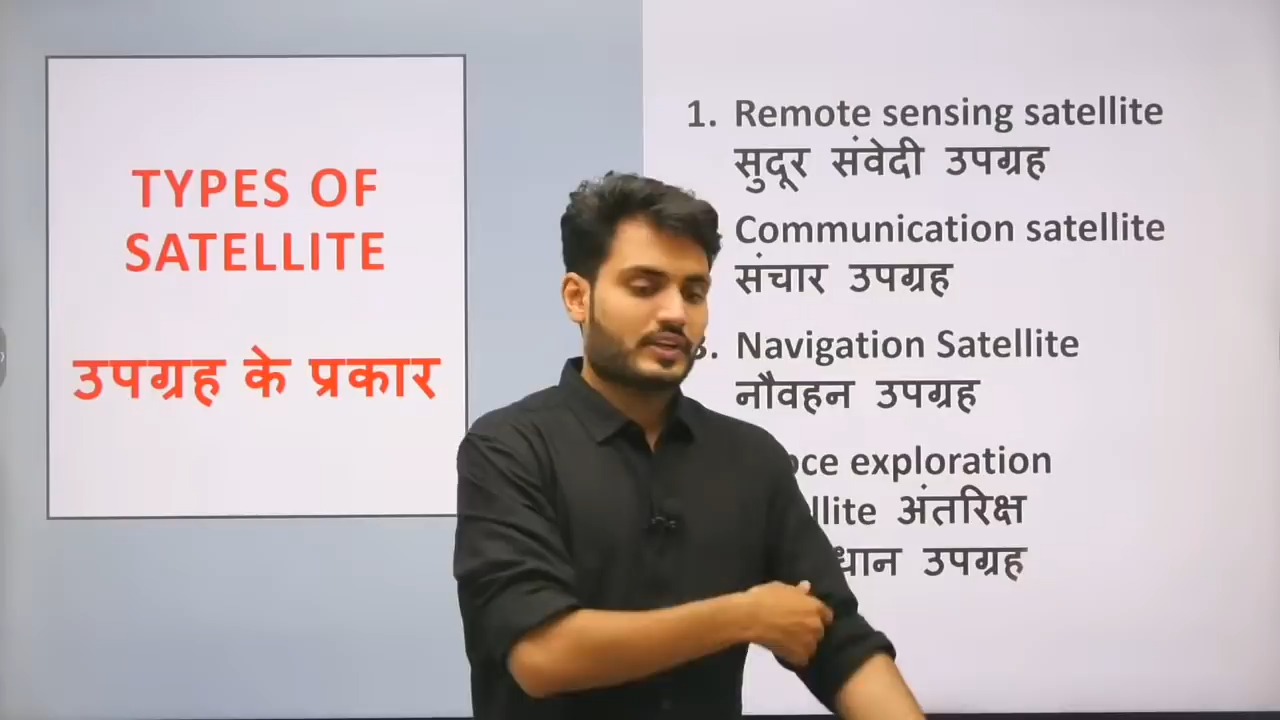 TYPES OF
SATELLITE
उपग्रह के प्रकार
1. Remote sensing satellite
सुदूर संवेदी उपग्रह
Communication satellite
संचार उपग्रह
Navigation Satellite
नौवहन उपग्रह
exploration
अंतरिक्ष
उपग्रह